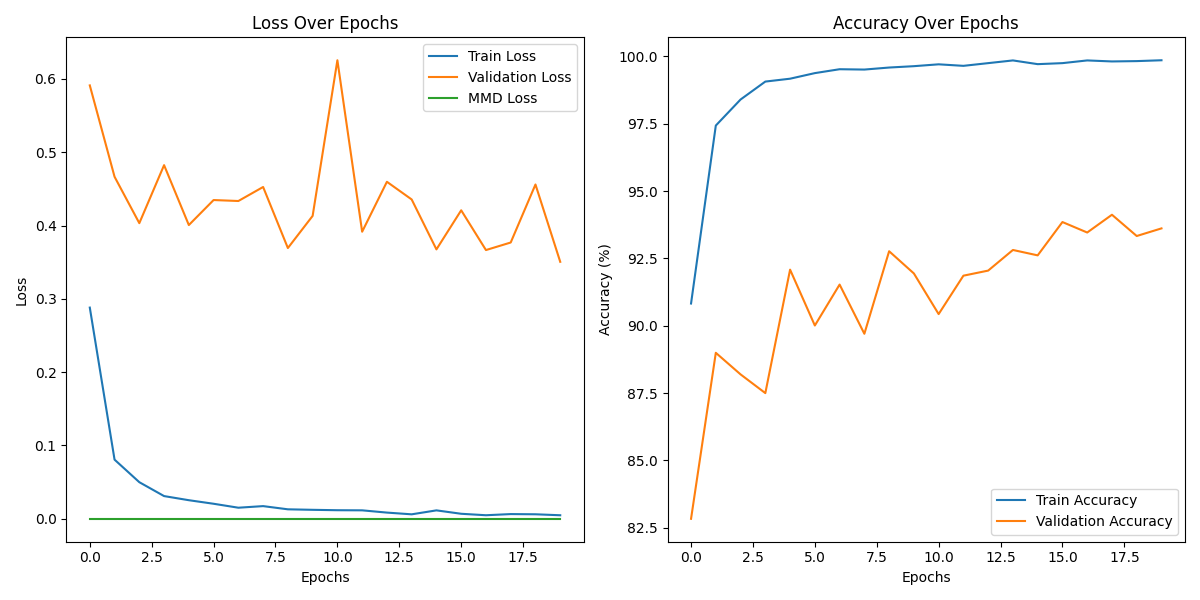 Loss Over Epochs
Train Loss
Validation Loss
MMD Loss
0.6
0.5
0.4
0.3
0.2
0.1
0.0
Loss
0.0 2.5 5.0 7.5 10.0 12.5 15.0 17.5
Epochs
Accuracy Over Epochs
100.0
97.5
95.0
92.5
90.0
87.5
85.0
82.5
Accuracy (%)
Train Accuracy
Validation Accuracy
0.0 2.5 5.0 7.5 10.0 12.5 15.0 17.5
Epochs